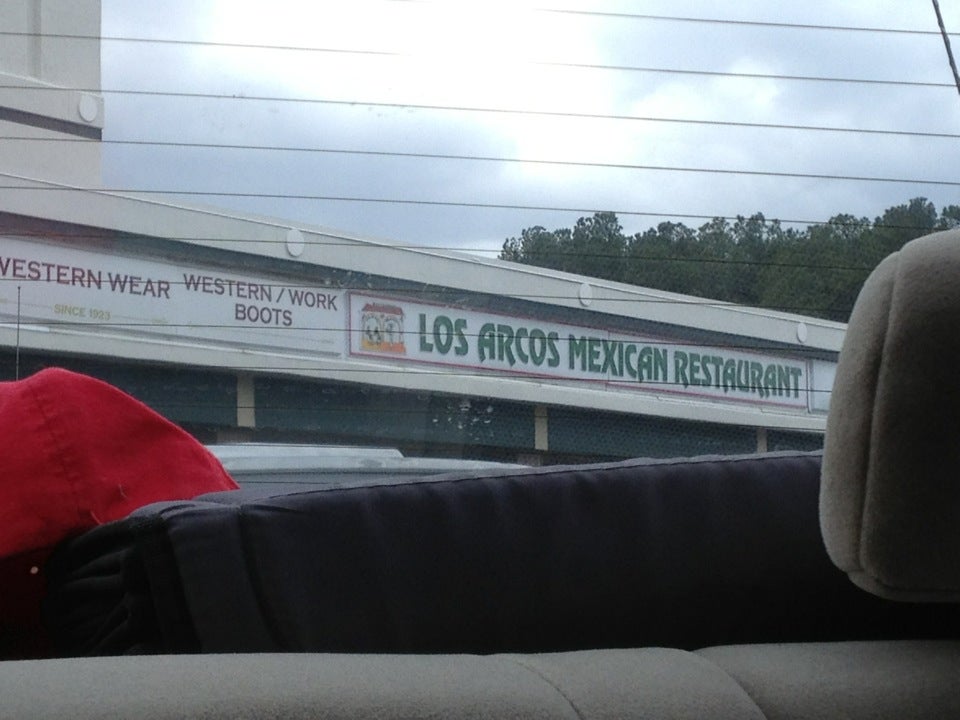 WESTERN WEAR
SINCE 1923
WESTERN / WORK
BOOTS
LOS ARCOS MEXICAN RESTAURANT